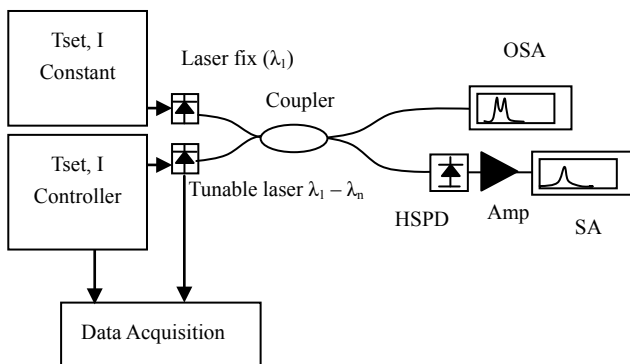 Tset, I
Constant
Laser fix (λ1)
Coupler
OSA
Tset, I
Controller
Tunable laser λ1 – λn
HSPD
Amp
SA
Data Acquisition